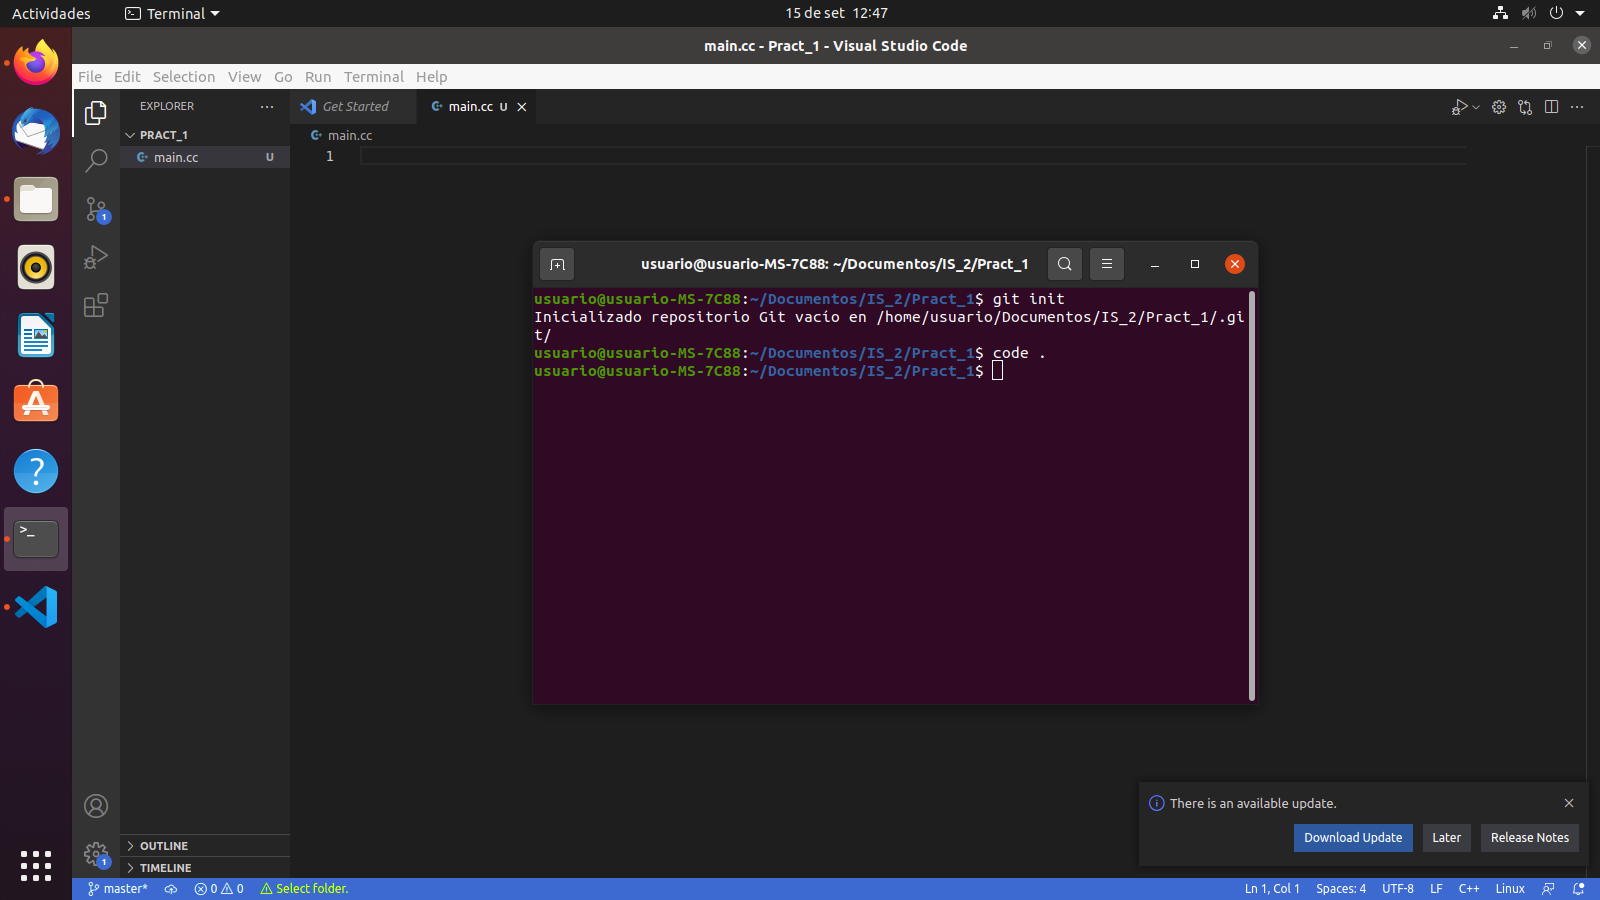 Actividades
Terminal
15 de set 12:47
main.cc - Pract_1 - Visual Studio Code
File Edit Selection View Go Run Terminal Help
EXPLORER
PRACT_1
main.cc U
Get Started
main.cc U
main.cc
1
1
usuario@usuario-MS-7C88: ~/Documentos/IS_2/Pract_1
usuario@usuario-MS-7C88:~/Documentos/IS_2/Pract_1$ git init
Inicializado repositorio Git vacío en /home/usuario/Documentos/IS_2/Pract_1/.gi
t/
usuario@usuario-MS-7C88:~/Documentos/IS_2/Pract_1$ code .
usuario@usuario-MS-7C88:~/Documentos/IS_2/Pract_1$
There is an available update.
Download Update
Later
Release Notes
OUTLINE
TIMELINE
1
master*
0 0
Select folder.
Ln 1, Col 1
Spaces: 4
UTF-8
LF
C++
Linux